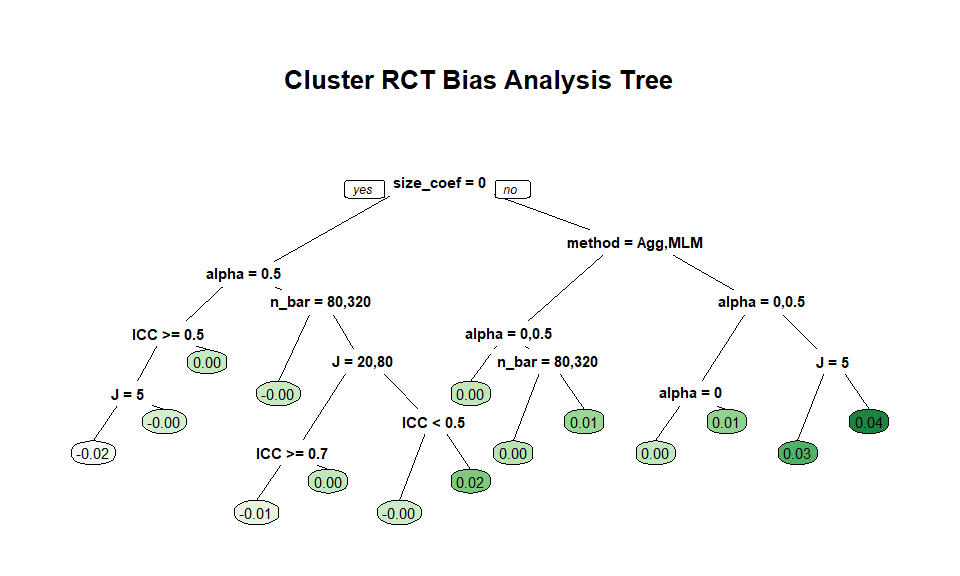 Cluster RCT Bias Analysis Tree
yes size_coef = 0 no
method = Agg,MLM
alpha = 0.5
n_bar = 80,320
alpha = 0,0.5
ICC >= 0.5
alpha = 0,0.5
0.00
n_bar = 80,320
J = 20,80
J = 5
J = 5
-0.00
0.00
alpha = 0
-0.00
ICC < 0.5
0.01
0.01
0.04
-0.02
ICC >= 0.7
0.00
0.00
0.03
0.00
0.02
-0.01
-0.00